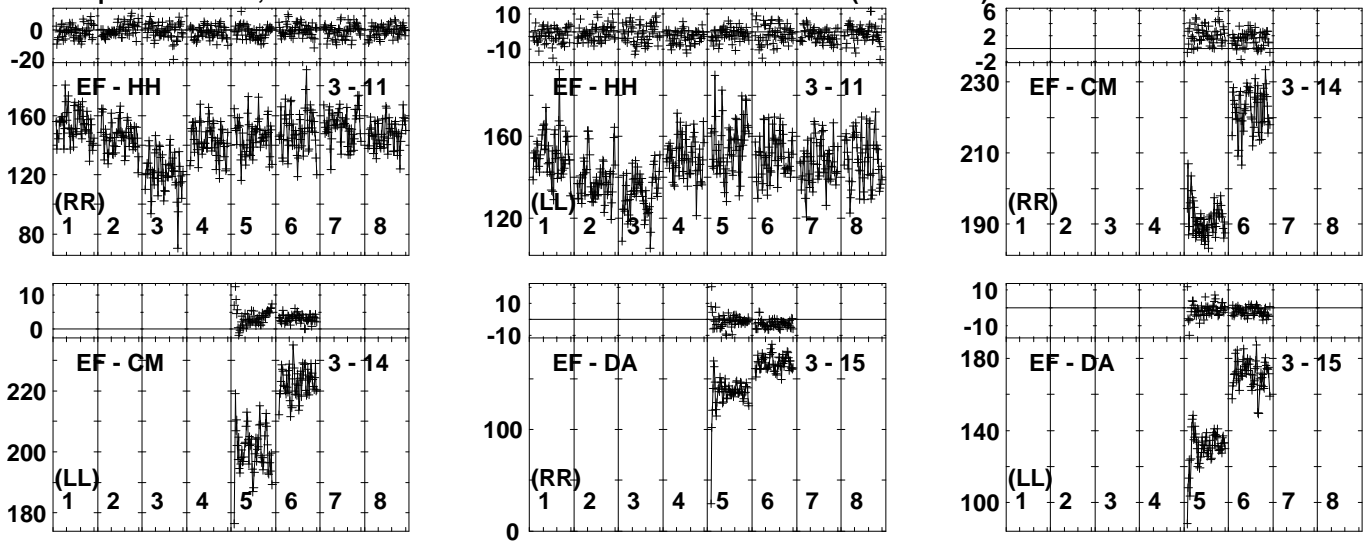 0
-20
EF - HH 3 - 11
160
120
(RR)
80
1 2 3 4 5 6 7 8
10
-10
EF - HH 3 - 11
160
(LL)
120
1 2 3 4 5 6 7 8
6
2
-2
230
EF - CM 3 - 14
210
(RR)
190
1 2 3 4 5 6 7 8
10
0
EF - CM 3 - 14
220
200
(LL)
180
1 2 3 4 5 6 7 8
10
-10
EF - DA 3 - 15
100
(RR)
0
1 2 3 4 5 6 7 8
10
-10
180
EF - DA 3 - 15
140
(LL)
100
1 2 3 4 5 6 7 8